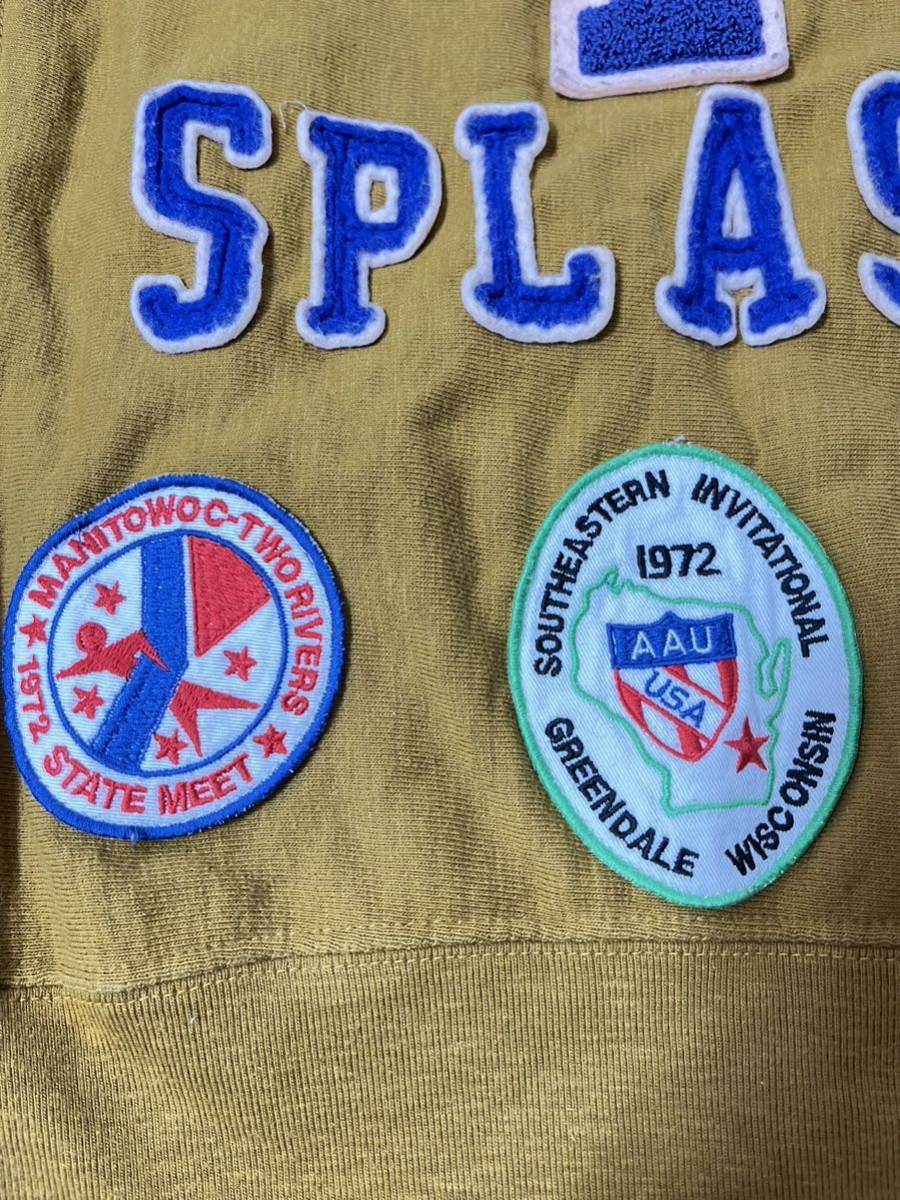 SPLAS
MANITOWOC-TWO RIVERS
1972 STATE MEET
SOUTHEASTERN INVITATIONAL
1972
AAU
USA
GREENDALE WISCONSIN